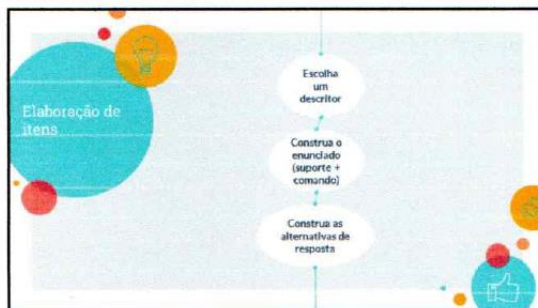 Elaboração de
itens
Escolha
um
descritor
Construa o
enunciado
(suporte +
comando)
Construa as
alternativas de
resposta